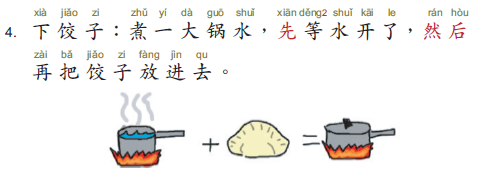 xià jiǎo zi zhǔ yí dà guō shuǐ xiān děng2 shuǐ kāi le rán hòu
4. 下饺子：煮一大锅水，先等水开了，然后
zài bǎ jiǎo zi fàng jìn qu
再把饺子放进去。
+ =